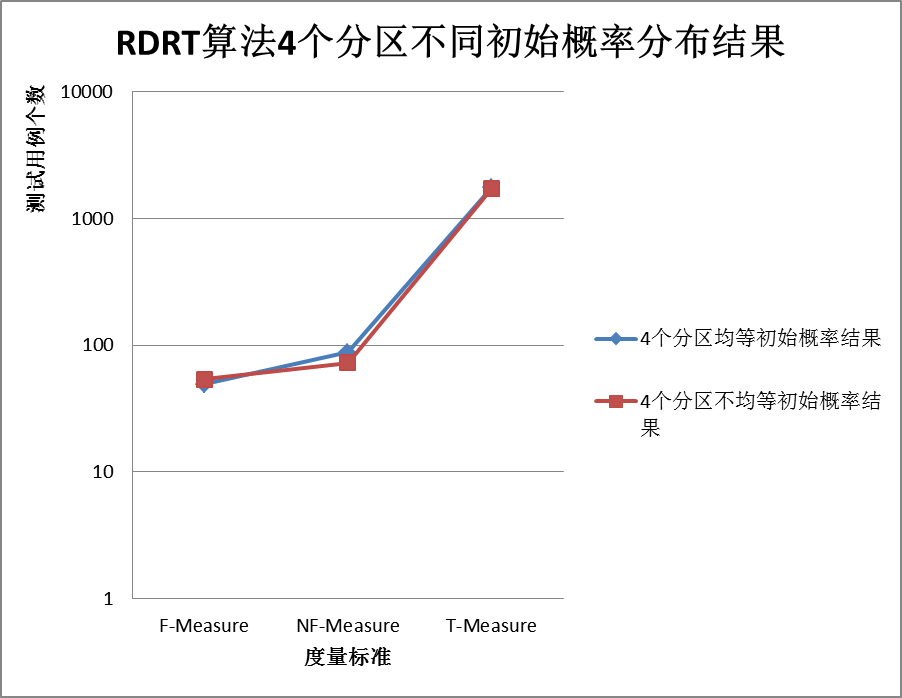 RDRT算法4个分区不同初始概率分布结果
测试用例个数
10000
1000
100
10
1
F-Measure
NF-Measure
T-Measure
度量标准
4个分区均等初始概率结果
4个分区不均等初始概率结
果